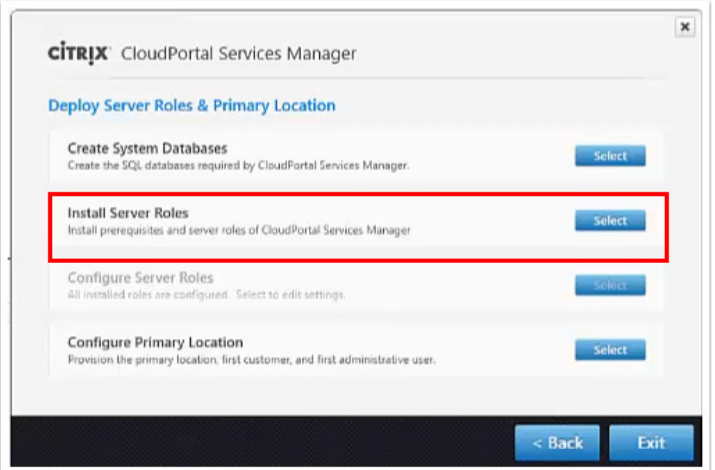 CITRIX CloudPortal Services Manager
Deploy Server Roles & Primary Location
Create System Databases
Create the SQL databases required by CloudPortal Services Manager.
Select
Install Server Roles
Install prerequisites and server roles of CloudPortal Services Manager
Select
Configure Server Roles
All installed roles are configured. Select to edit settings.
Select
Configure Primary Location
Provision the primary location, first customer, and first administrative user.
Select
< Back
Exit